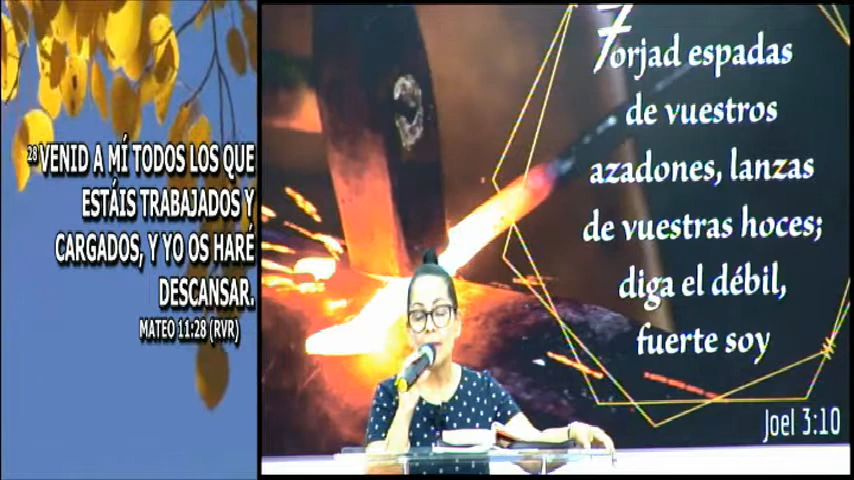 28 VENID A MÍ TODOS LOS QUE
ESTÁIS TRABAJADOS Y
CARGADOS, Y YO OS HARÉ
DESCANSAR.
MATEO 11:28 (RVR)
Forjad espadas
de vuestros
azadones, lanzas
de vuestras hoces;
diga el débil,
fuerte soy
Joel 3:10